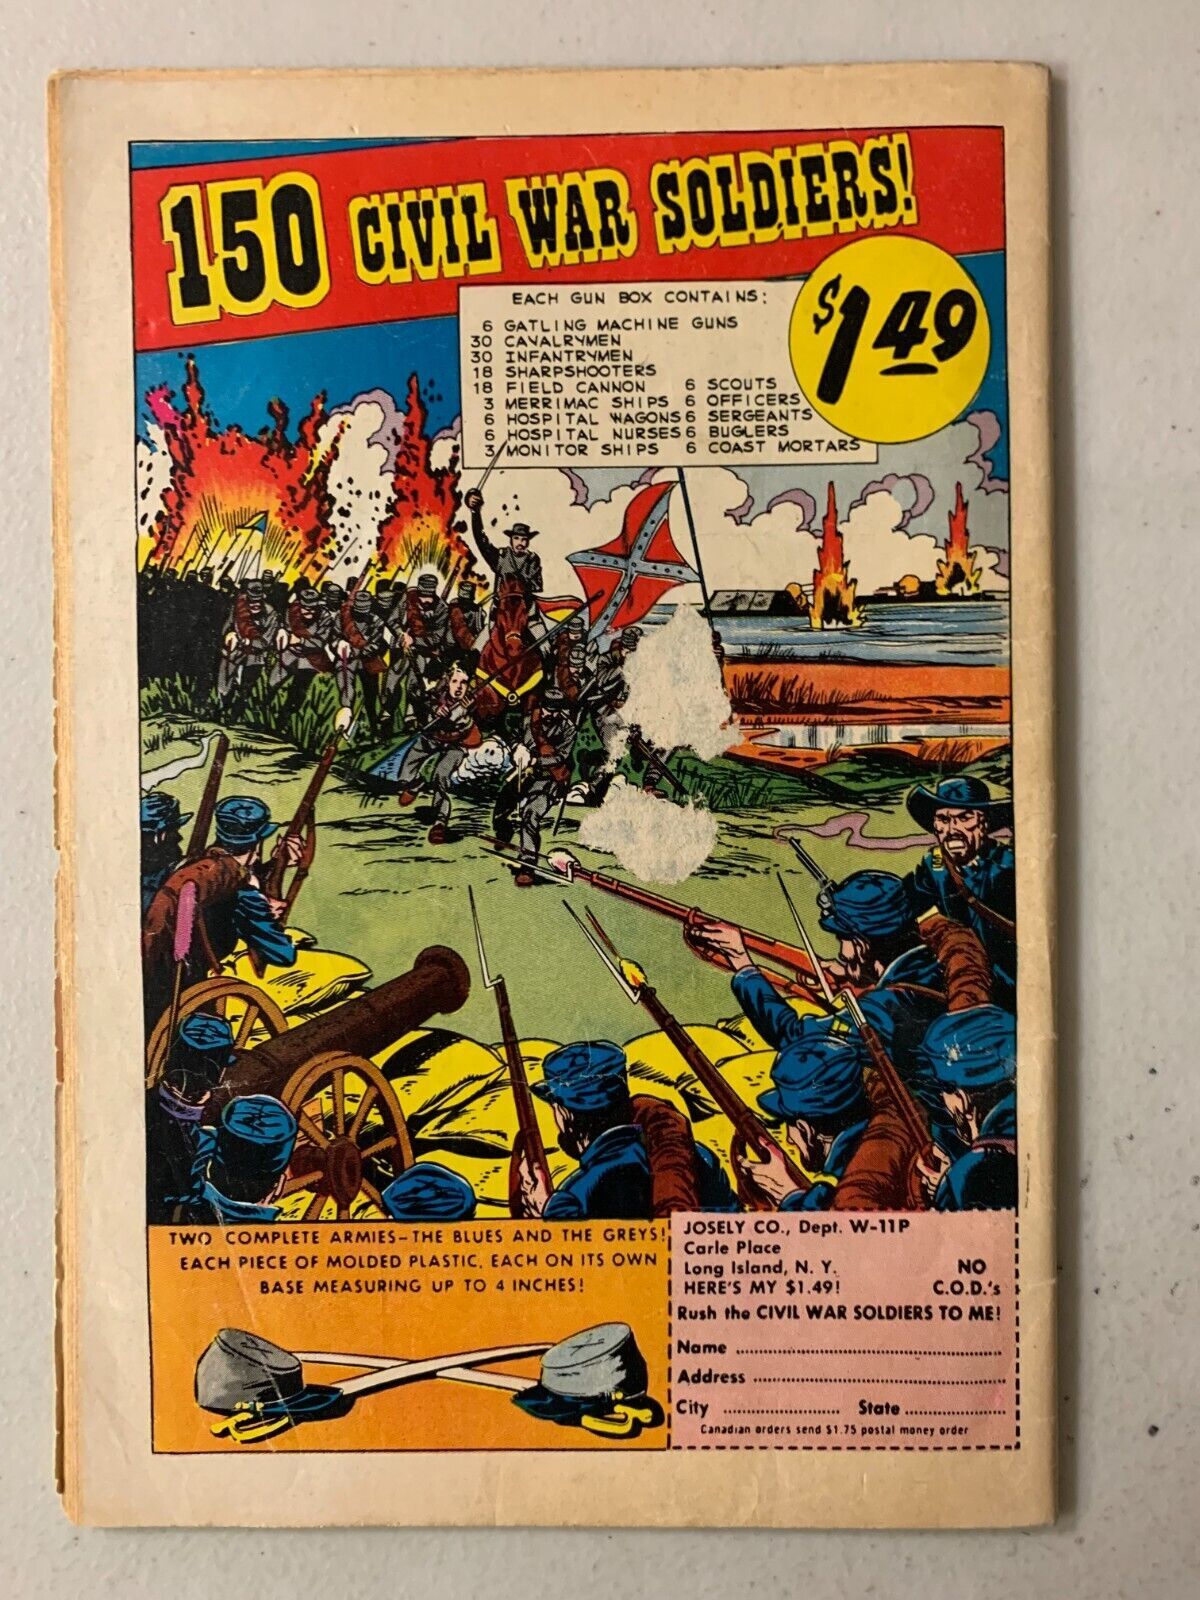 150 CIVIL WAR SOLDIERS!
$1.49
EACH GUN BOX CONTAINS:
6 GATLING MACHINE GUNS
30 CAVALRYMEN
30 INFANTRYMEN
18 SHARPSHOOTERS
18 FIELD CANNON 6 SCOUTS
3 MERRIMAC SHIPS 6 OFFICERS
6 HOSPITAL WAGONS 6 SERGEANTS
6 HOSPITAL NURSES 6 BUGLERS
3 MONITOR SHIPS 6 COAST MORTARS
TWO COMPLETE ARMIES—THE BLUES AND THE GREYS!
EACH PIECE OF MOLDED PLASTIC, EACH ON ITS OWN
BASE MEASURING UP TO 4 INCHES!
JOSELY CO., Dept. W-11P
Carle Place
Long Island, N. Y. NO
HERE'S MY $1.49! C.O.D.'s
Rush the CIVIL WAR SOLDIERS TO ME!
Name
Address
City State
Canadian orders send $1.75 postal money order